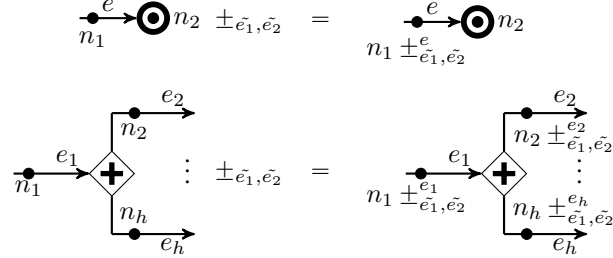 e e
n₁ n₂ ±ẽ₁,ẽ₂ = n₁ ±ᵉẽ₁,ẽ₂ n₂
e₂ e₂
n₂ n₂ ±ᵉ²ẽ₁,ẽ₂
e₁ e₁
n₁ + ⋮ ±ẽ₁,ẽ₂ = n₁ ±ᵉ¹ẽ₁,ẽ₂ + ⋮
nₕ nₕ ±ᵉʰẽ₁,ẽ₂
eₕ eₕ